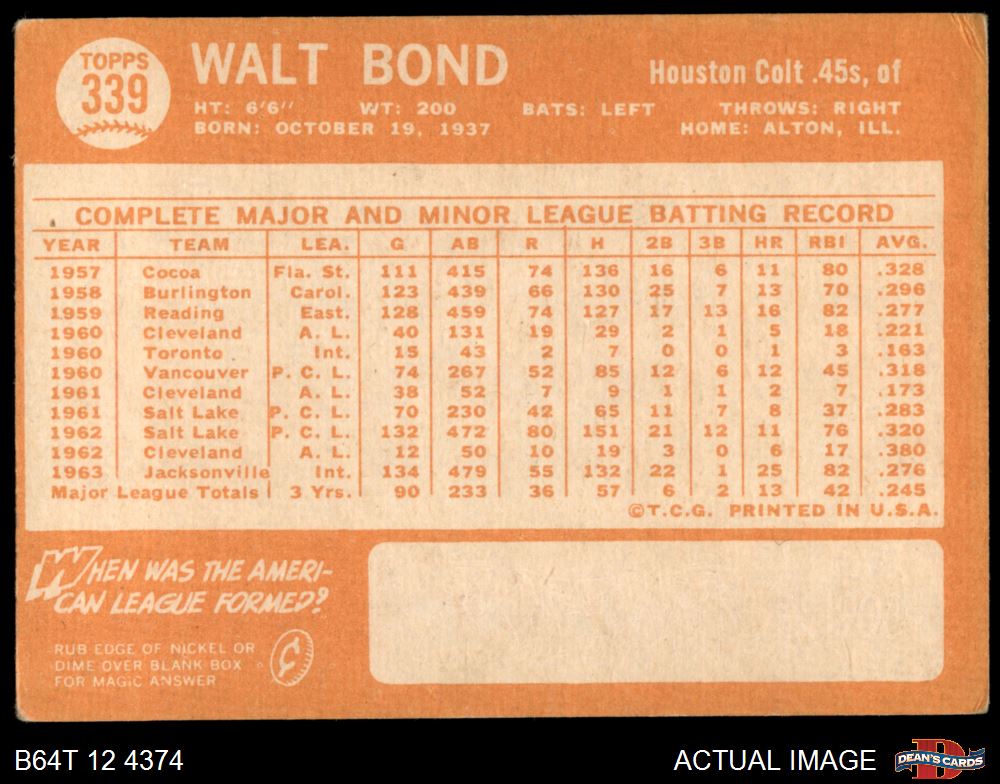 TOPPS
339
WALT BOND
Houston Colt .45s, of
HT: 6'6" WT: 200 BATS: LEFT THROWS: RIGHT
BORN: OCTOBER 19, 1937 HOME: ALTON, ILL.
COMPLETE MAJOR AND MINOR LEAGUE BATTING RECORD
YEAR TEAM LEA. G AB R H 2B 3B HR RBI AVG.
1957 Cocoa Fla. St. 111 415 74 136 16 6 11 80 .328
1958 Burlington Carol. 123 439 66 130 25 7 13 70 .296
1959 Reading East. 128 459 74 127 17 13 16 82 .277
1960 Cleveland A. L. 40 131 19 29 2 1 5 18 .221
1960 Toronto Int. 15 43 2 7 0 0 1 3 .163
1960 Vancouver P. C. L. 74 267 52 85 12 6 12 45 .318
1961 Cleveland A. L. 38 52 7 9 1 1 2 7 .173
1961 Salt Lake P. C. L. 70 230 42 65 11 7 8 37 .283
1962 Salt Lake P. C. L. 132 472 80 151 21 12 11 76 .320
1962 Cleveland A. L. 12 50 10 19 3 0 6 17 .380
1963 Jacksonville Int. 134 479 55 132 22 1 25 82 .276
Major League Totals 3 Yrs. 90 233 36 57 6 2 13 42 .245
©T.C.G. PRINTED IN U.S.A.
WHEN WAS THE AMERI-
CAN LEAGUE FORMED?
RUB EDGE OF NICKEL OR
DIME OVER BLANK BOX
FOR MAGIC ANSWER
B64T 12 4374
ACTUAL IMAGE
DEAN'S CARDS